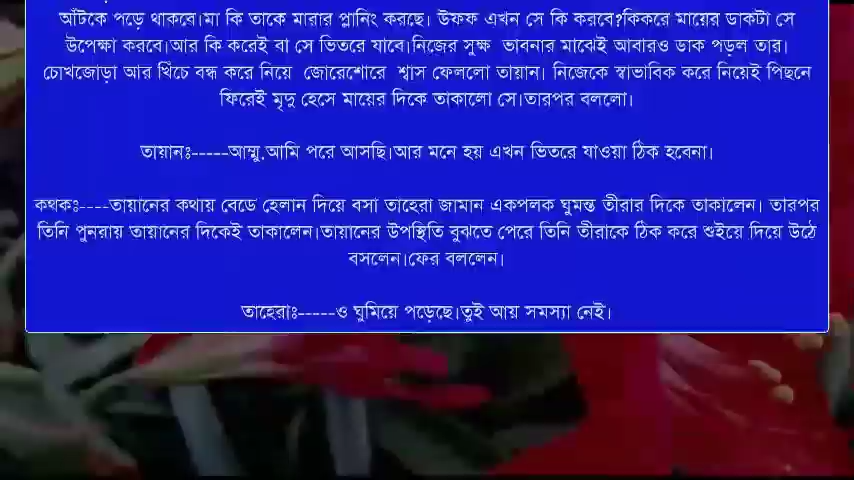 আঁটকে পড়ে থাকবে।মা কি তাকে মারার প্লানিং করছে। উফফ এখন সে কি করবে?কিকরে মায়ের ডাকটা সে
উপেক্ষা করবে।আর কি করেই বা সে ভিতরে যাবে।নিজের সুক্ষ ভাবনার মাঝেই আবারও ডাক পড়ল তার।
চোখজোড়া আর খিঁচে বন্ধ করে নিয়ে জোরেশোরে শ্বাস ফেললো তায়ান। নিজেকে স্বাভাবিক করে নিয়েই পিছনে
ফিরেই মৃদু হেসে মায়ের দিকে তাকালো সে।তারপর বললো।
তায়ানঃ-----আম্মু.আমি পরে আসছি।আর মনে হয় এখন ভিতরে যাওয়া ঠিক হবেনা।
কথকঃ----তায়ানের কথায় বেডে হেলান দিয়ে বসা তাহেরা জামান একপলক ঘুমন্ত তীরার দিকে তাকালেন। তারপর
তিনি পুনরায় তায়ানের দিকেই তাকালেন।তায়ানের উপস্থিতি বুঝতে পেরে তিনি তীরাকে ঠিক করে শুইয়ে দিয়ে উঠে
বসলেন।ফের বললেন।
তাহেরাঃ-----ও ঘুমিয়ে পড়েছে।তুই আয় সমস্যা নেই।